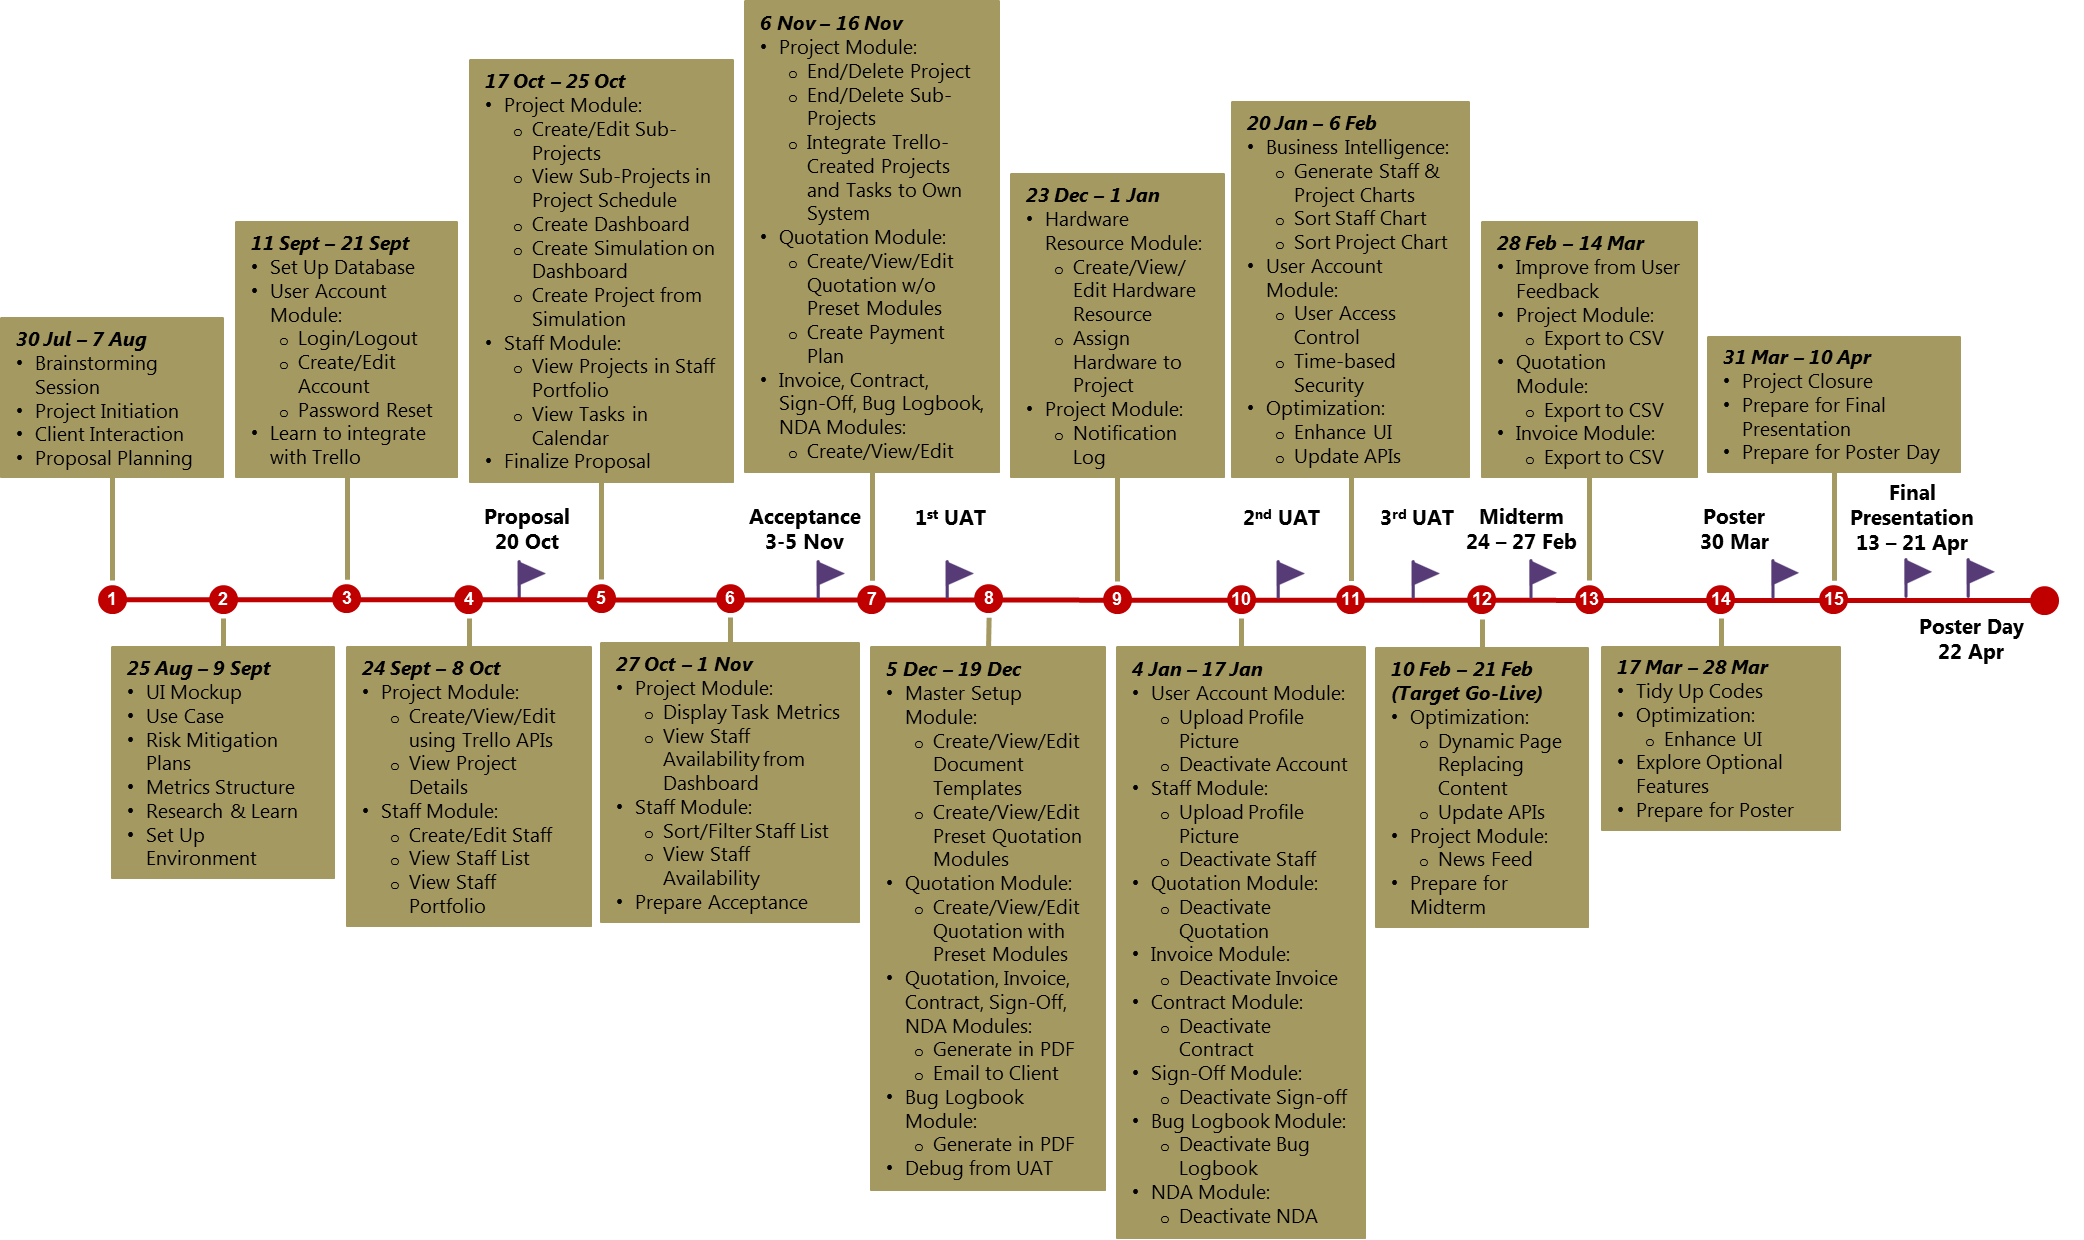 6 Nov – 16 Nov
• Project Module:
o End/Delete Project
o End/Delete Sub-
Projects
o Integrate Trello-
Created Projects
and Tasks to Own
System
• Quotation Module:
o Create/View/Edit
Quotation w/o
Preset Modules
o Create Payment
Plan
• Invoice, Contract,
Sign-Off, Bug Logbook,
NDA Modules:
o Create/View/Edit
17 Oct – 25 Oct
• Project Module:
o Create/Edit Sub-
Projects
o View Sub-Projects in
Project Schedule
o Create Dashboard
o Create Simulation on
Dashboard
o Create Project from
Simulation
• Staff Module:
o View Projects in Staff
Portfolio
o View Tasks in
Calendar
• Finalize Proposal
20 Jan – 6 Feb
• Business Intelligence:
o Generate Staff &
Project Charts
o Sort Staff Chart
o Sort Project Chart
• User Account
Module:
o User Access
Control
o Time-based
Security
• Optimization:
o Enhance UI
o Update APIs
23 Dec – 1 Jan
• Hardware
Resource Module:
o Create/View/
Edit Hardware
Resource
o Assign
Hardware to
Project
• Project Module:
o Notification
Log
11 Sept – 21 Sept
• Set Up Database
• User Account
Module:
o Login/Logout
o Create/Edit
Account
o Password Reset
• Learn to integrate
with Trello
28 Feb – 14 Mar
• Improve from User
Feedback
• Project Module:
o Export to CSV
• Quotation
Module:
o Export to CSV
• Invoice Module:
o Export to CSV
30 Jul – 7 Aug
• Brainstorming
Session
• Project Initiation
• Client Interaction
• Proposal Planning
31 Mar – 10 Apr
• Project Closure
• Prepare for Final
Presentation
• Prepare for Poster Day
Proposal
20 Oct
Acceptance
3-5 Nov
1st UAT
2nd UAT
3rd UAT
Midterm
24 – 27 Feb
Poster
30 Mar
Final
Presentation
13 – 21 Apr
1 2 3 4 5 6 7 8 9 10 11 12 13 14 15
Poster Day
22 Apr
25 Aug – 9 Sept
• UI Mockup
• Use Case
• Risk Mitigation
Plans
• Metrics Structure
• Research & Learn
• Set Up
Environment
24 Sept – 8 Oct
• Project Module:
o Create/View/Edit
using Trello APIs
o View Project
Details
• Staff Module:
o Create/Edit Staff
o View Staff List
o View Staff
Portfolio
27 Oct – 1 Nov
• Project Module:
o Display Task Metrics
o View Staff
Availability from
Dashboard
• Staff Module:
o Sort/Filter Staff List
o View Staff
Availability
• Prepare Acceptance
5 Dec – 19 Dec
• Master Setup
Module:
o Create/View/Edit
Document
Templates
o Create/View/Edit
Preset Quotation
Modules
• Quotation Module:
o Create/View/Edit
Quotation with
Preset Modules
• Quotation, Invoice,
Contract, Sign-Off,
NDA Modules:
o Generate in PDF
o Email to Client
• Bug Logbook
Module:
o Generate in PDF
• Debug from UAT
4 Jan – 17 Jan
• User Account Module:
o Upload Profile
Picture
o Deactivate Account
• Staff Module:
o Upload Profile
Picture
o Deactivate Staff
• Quotation Module:
o Deactivate
Quotation
• Invoice Module:
o Deactivate Invoice
• Contract Module:
o Deactivate
Contract
• Sign-Off Module:
o Deactivate Sign-off
• Bug Logbook Module:
o Deactivate Bug
Logbook
• NDA Module:
o Deactivate NDA
10 Feb – 21 Feb
(Target Go-Live)
• Optimization:
o Dynamic Page
Replacing
Content
o Update APIs
• Project Module:
o News Feed
• Prepare for
Midterm
17 Mar – 28 Mar
• Tidy Up Codes
• Optimization:
o Enhance UI
• Explore Optional
Features
• Prepare for Poster